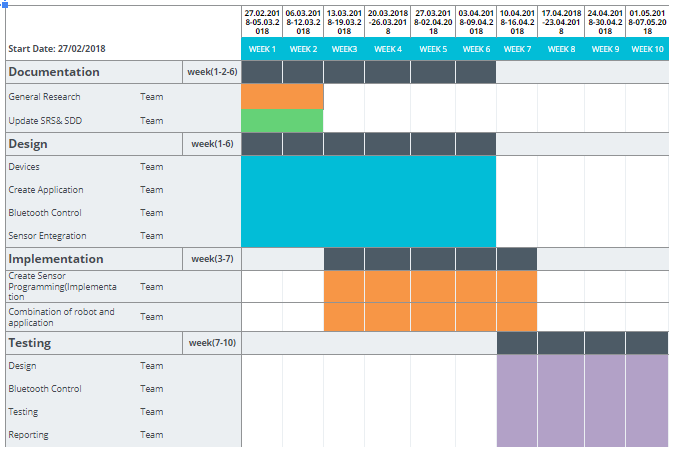 27.02.201 06.03.201 13.03.201 20.03.2018 27.03.201 03.04.201 10.04.201 17.04.2018 24.04.201 01.05.201
8-05.03.2 8-12.03.2 8-19.03.2 -26.03.201 8-02.04.20 8-09.04.2 8-16.04.2 -23.04.201 8-30.04.2 8-07.05.20
018 018 018 8 18 018 018 8 018 18
Start Date: 27/02/2018 WEEK 1 WEEK 2 WEEK3 WEEK 4 WEEK 5 WEEK 6 WEEK 7 WEEK 8 WEEK 9 WEEK 10
Documentation week(1-2-6)
General Research Team
Update SRS& SDD Team
Design week(1-6)
Devices Team
Create Application Team
Bluetooth Control Team
Sensor Entegration Team
Implementation week(3-7)
Create Sensor
Programming(Implementa Team
tion
Combination of robot and
application Team
Testing week(7-10)
Design Team
Bluetooth Control Team
Testing Team
Reporting Team